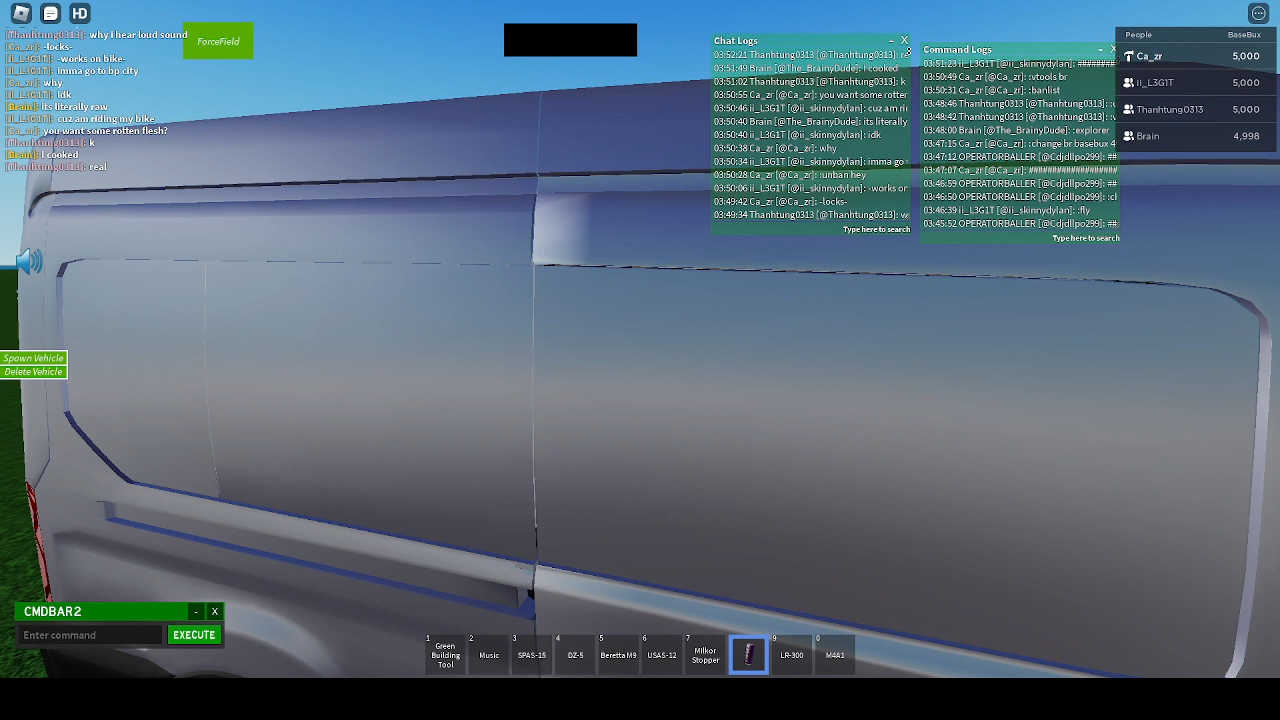 HD
[Thanhtung0313]: why i hear loud sound
[Ca_zr]: -locks-
[ii_L3G1T]: -works on bike-
[ii_L3G1T]: Imma go to bp city
[Ca_zr]: why
[ii_L3G1T]: idk
[Brain]: its literally raw
[ii_L3G1T]: cuz am riding my bike
[Ca_zr]: you want some rotten flesh?
[Thanhtung0313]: k
[Brain]: I cooked
[Thanhtung0313]: real
ForceField
Chat Logs
- X
03:52:21 Thanhtung0313 [@Thanhtung0313]: re
03:51:49 Brain [@The_BrainyDude]: I cooked
03:51:02 Thanhtung0313 [@Thanhtung0313]: k
03:50:55 Ca_zr [@Ca_zr]: you want some rotter
03:50:46 ii_L3G1T [@ii_skinnydylan]: cuz am ric
03:50:40 Brain [@The_BrainyDude]: its literally
03:50:40 ii_L3G1T [@ii_skinnydylan]: idk
03:50:38 Ca_zr [@Ca_zr]: why
03:50:34 ii_L3G1T [@ii_skinnydylan]: imma go
03:50:28 Ca_zr [@Ca_zr]: :unban hey
03:50:06 ii_L3G1T [@ii_skinnydylan]: -works or
03:49:42 Ca_zr [@Ca_zr]: -locks-
03:49:34 Thanhtung0313 [@Thanhtung0313]: w
Type here to search
Command Logs
- X
03:51:23 ii_L3G1T [@ii_skinnydylan]: ########
03:50:49 Ca_zr [@Ca_zr]: :vtools br
03:50:31 Ca_zr [@Ca_zr]: :banlist
03:48:46 Thanhtung0313 [@Thanhtung0313]: :
03:48:42 Thanhtung0313 [@Thanhtung0313]: :
03:48:00 Brain [@The_BrainyDude]: :explorer
03:47:15 Ca_zr [@Ca_zr]: :change br basebux 4
03:47:12 OPERATORBALLER [@Cdjdllpo299]: ##
03:47:07 Ca_zr [@Ca_zr]: ####################
03:46:59 OPERATORBALLER [@Cdjdllpo299]: ##
03:46:50 OPERATORBALLER [@Cdjdllpo299]: :cl
03:46:39 ii_L3G1T [@ii_skinnydylan]: :fly
03:45:52 OPERATORBALLER [@Cdjdllpo299]: ##
Type here to search
People BaseBux
Ca_zr 5,000
ii_L3G1T 5,000
Thanhtung0313 5,000
Brain 4,998
Spawn Vehicle
Delete Vehicle
CMDBAR2 - X
Enter command EXECUTE
1 Green Building Tool
2 Music
3 SPAS-15
4 DZ-5
5 Beretta M9
6 USAS-12
7 Milkor Stopper
9 LR-300
0 M4A1